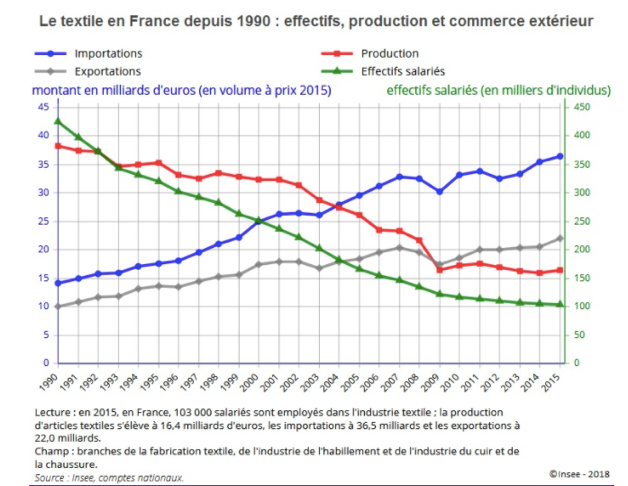 Le textile en France depuis 1990 : effectifs, production et commerce extérieur
Importations
Production
Exportations
Effectifs salariés
montant en milliards d'euros (en volume à prix 2015)
effectifs salariés (en milliers d'individus)
45 450
40 400
35 350
30 300
25 250
20 200
15 150
10 100
5 50
0 0
1990 1991 1992 1993 1994 1995 1996 1997 1998 1999 2000 2001 2002 2003 2004 2005 2006 2007 2008 2009 2010 2011 2012 2013 2014 2015
Lecture : en 2015, en France, 103 000 salariés sont employés dans l'industrie textile ; la production
d'articles textiles s'élève à 16,4 milliards d'euros, les importations à 36,5 milliards et les exportations à
22,0 milliards.
Champ : branches de la fabrication textile, de l'industrie de l'habillement et de l'industrie du cuir et de
la chaussure.
Source : Insee, comptes nationaux.
©Insee - 2018